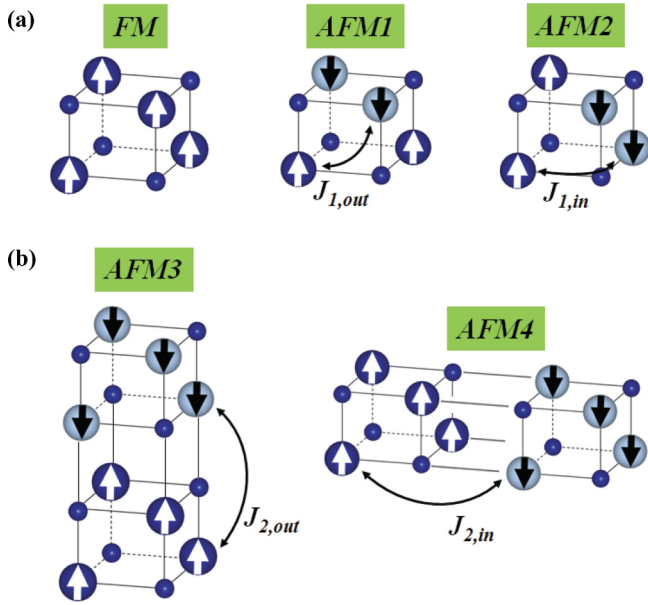 (a)
FM
AFM1
AFM2
J1,out
J1,in
(b)
AFM3
AFM4
J2,out
J2,in